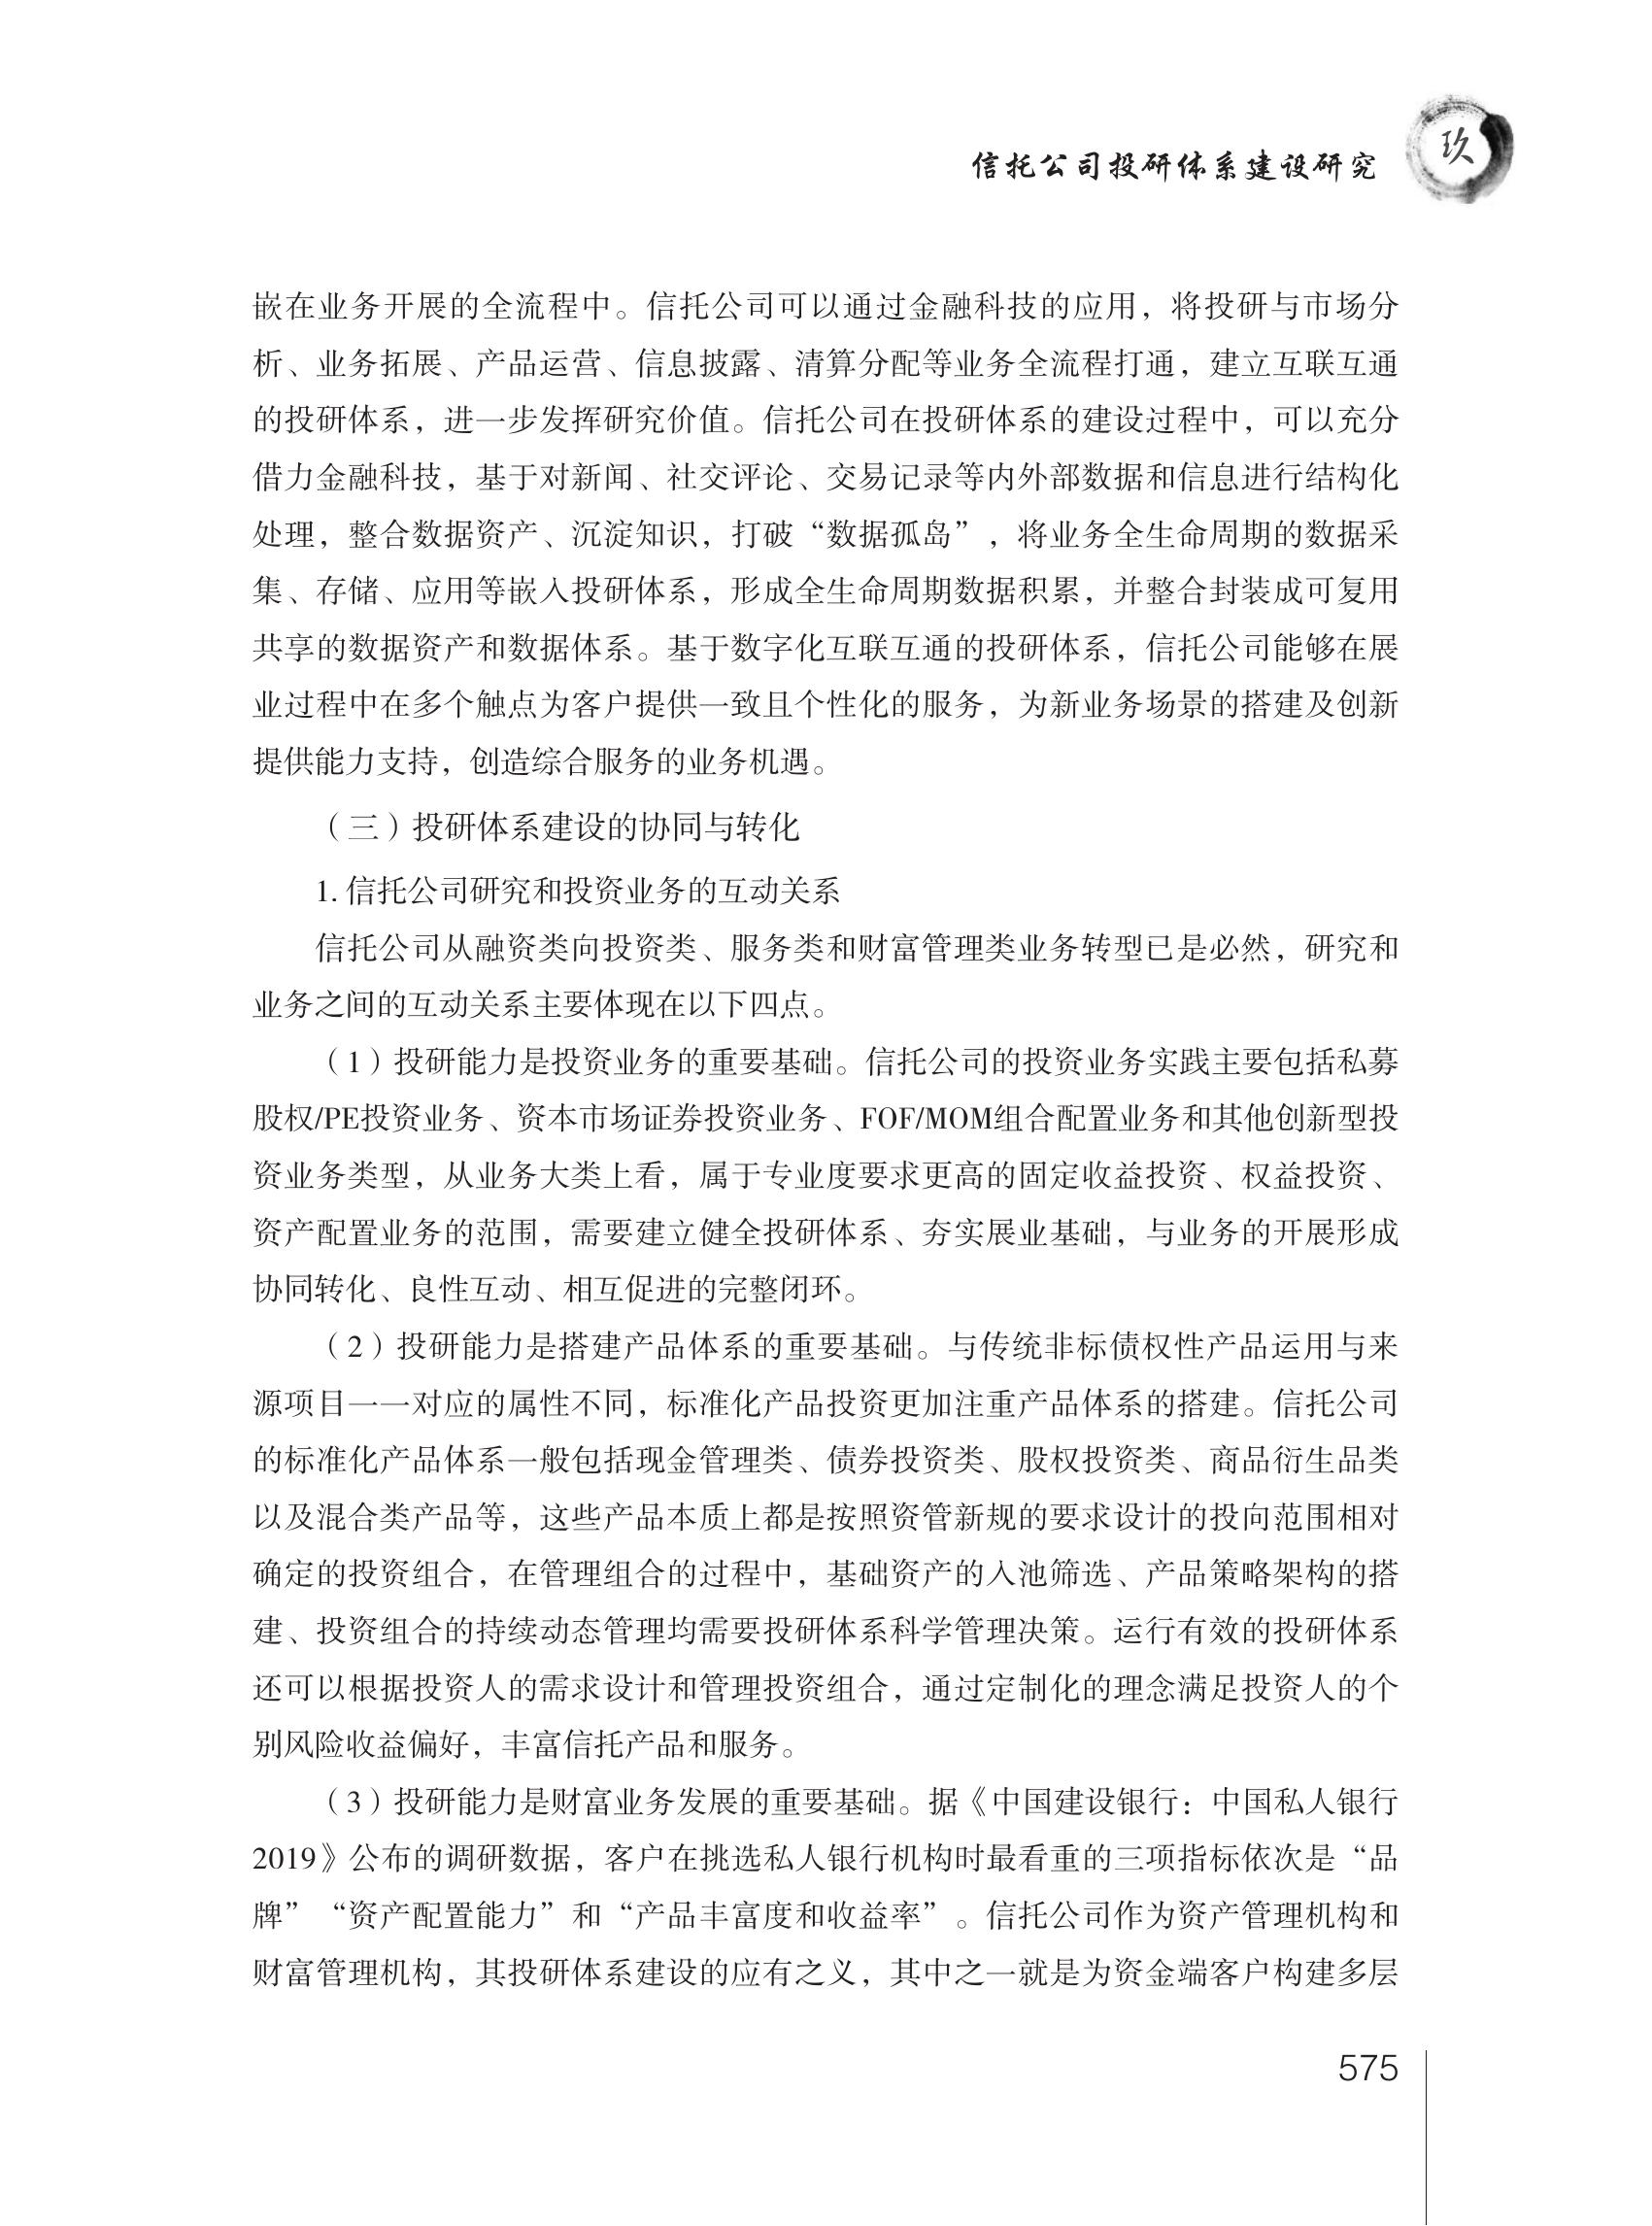 信托公司投研体系建设研究
玖
嵌在业务开展的全流程中。信托公司可以通过金融科技的应用，将投研与市场分
析、业务拓展、产品运营、信息披露、清算分配等业务全流程打通，建立互联互通
的投研体系，进一步发挥研究价值。信托公司在投研体系的建设过程中，可以充分
借力金融科技，基于对新闻、社交评论、交易记录等内外部数据和信息进行结构化
处理，整合数据资产、沉淀知识，打破“数据孤岛”，将业务全生命周期的数据采
集、存储、应用等嵌入投研体系，形成全生命周期数据积累，并整合封装成可复用
共享的数据资产和数据体系。基于数字化互联互通的投研体系，信托公司能够在展
业过程中在多个触点为客户提供一致且个性化的服务，为新业务场景的搭建及创新
提供能力支持，创造综合服务的业务机遇。
（三）投研体系建设的协同与转化
1. 信托公司研究和投资业务的互动关系
信托公司从融资类向投资类、服务类和财富管理类业务转型已是必然，研究和
业务之间的互动关系主要体现在以下四点。
（1）投研能力是投资业务的重要基础。信托公司的投资业务实践主要包括私募
股权/PE投资业务、资本市场证券投资业务、FOF/MOM组合配置业务和其他创新型投
资业务类型，从业务大类上看，属于专业度要求更高的固定收益投资、权益投资、
资产配置业务的范围，需要建立健全投研体系、夯实展业基础，与业务的开展形成
协同转化、良性互动、相互促进的完整闭环。
（2）投研能力是搭建产品体系的重要基础。与传统非标债权性产品运用与来
源项目一一对应的属性不同，标准化产品投资更加注重产品体系的搭建。信托公司
的标准化产品体系一般包括现金管理类、债券投资类、股权投资类、商品衍生品类
以及混合类产品等，这些产品本质上都是按照资管新规的要求设计的投向范围相对
确定的投资组合，在管理组合的过程中，基础资产的入池筛选、产品策略架构的搭
建、投资组合的持续动态管理均需要投研体系科学管理决策。运行有效的投研体系
还可以根据投资人的需求设计和管理投资组合，通过定制化的理念满足投资人的个
别风险收益偏好，丰富信托产品和服务。
（3）投研能力是财富业务发展的重要基础。据《中国建设银行：中国私人银行
2019》公布的调研数据，客户在挑选私人银行机构时最看重的三项指标依次是“品
牌”“资产配置能力”和“产品丰富度和收益率”。信托公司作为资产管理机构和
财富管理机构，其投研体系建设的应有之义，其中之一就是为资金端客户构建多层
575